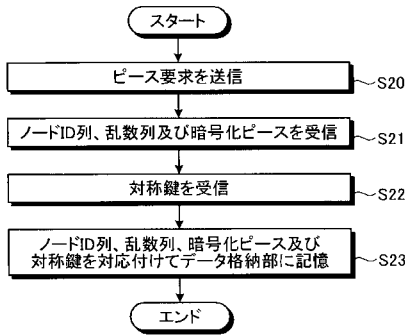 スタート
ピース要求を送信
S20
ノードID列、乱数列及び暗号化ピースを受信
S21
対称鍵を受信
S22
ノードID列、乱数列、暗号化ピース及び
対称鍵を対応付けてデータ格納部に記憶
S23
エンド